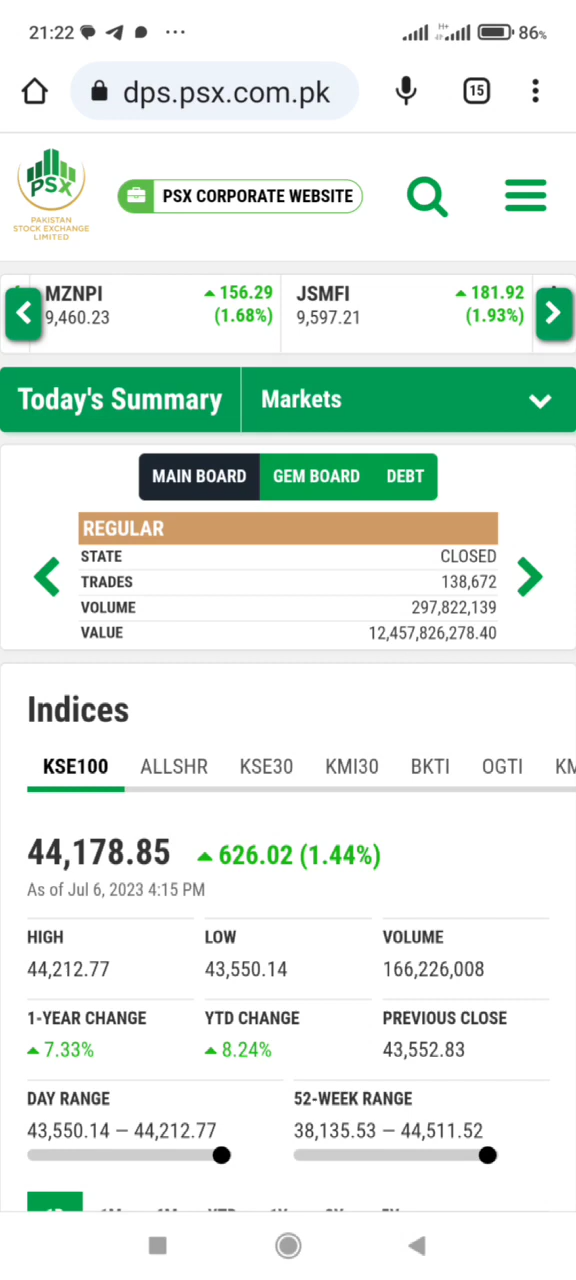 21:22 ... H+ 86%
dps.psx.com.pk 15
PSX
PAKISTAN
STOCK EXCHANGE
LIMITED
PSX CORPORATE WEBSITE
MZNPI 156.29
9,460.23 (1.68%)
JSMFI 181.92
9,597.21 (1.93%)
Today's Summary Markets
MAIN BOARD GEM BOARD DEBT
REGULAR
STATE CLOSED
TRADES 138,672
VOLUME 297,822,139
VALUE 12,457,826,278.40
Indices
KSE100 ALLSHR KSE30 KMI30 BKTI OGTI KM
44,178.85 626.02 (1.44%)
As of Jul 6, 2023 4:15 PM
HIGH LOW VOLUME
44,212.77 43,550.14 166,226,008
1-YEAR CHANGE YTD CHANGE PREVIOUS CLOSE
7.33% 8.24% 43,552.83
DAY RANGE 52-WEEK RANGE
43,550.14 — 44,212.77 38,135.53 — 44,511.52